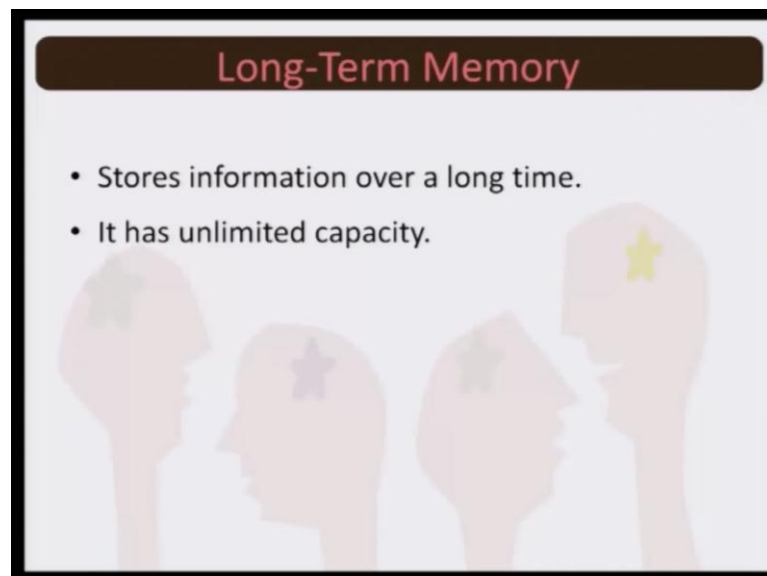 Long-Term Memory
• Stores information over a long time.
• It has unlimited capacity.